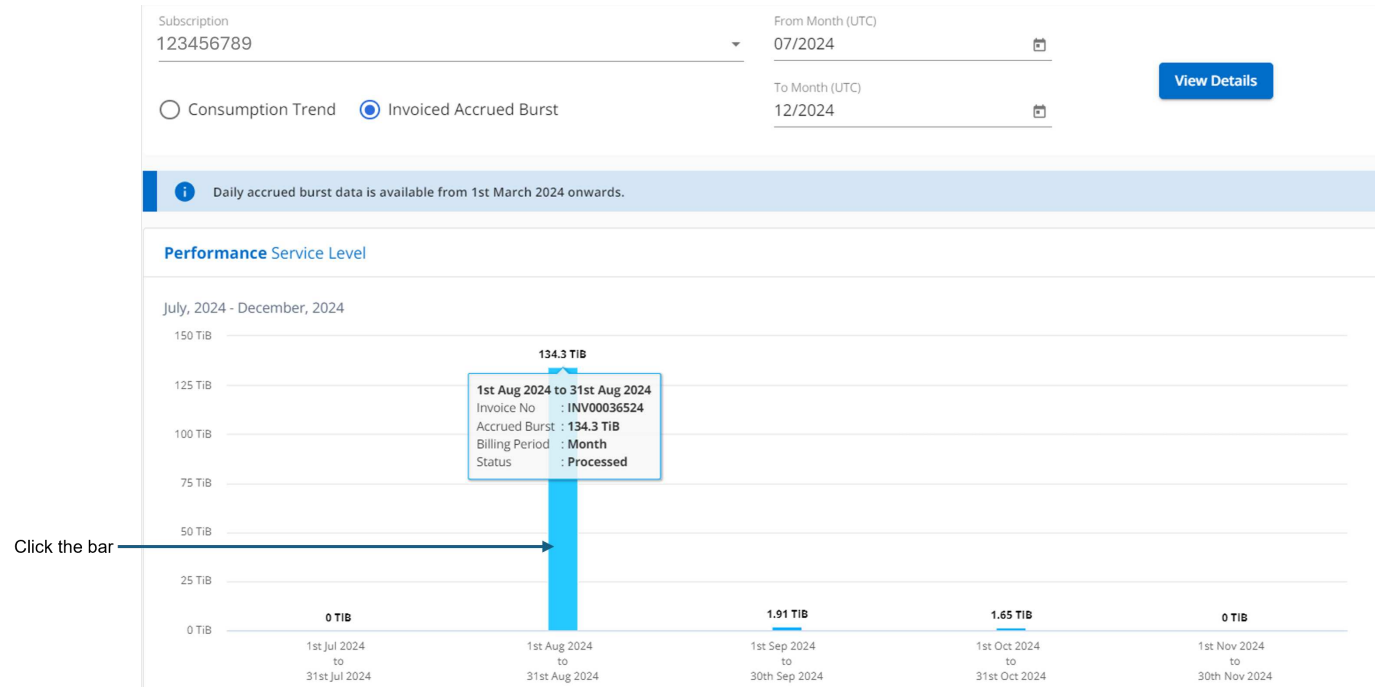 Subscription
123456789
From Month (UTC)
07/2024
View Details
Consumption Trend
Invoiced Accrued Burst
To Month (UTC)
12/2024
Daily accrued burst data is available from 1st March 2024 onwards.
Performance Service Level
July, 2024 - December, 2024
150 TiB
134.3 TIB
125 TiB
1st Aug 2024 to 31st Aug 2024
Invoice No : INV00036524
Accrued Burst : 134.3 TiB
Billing Period : Month
Status : Processed
100 TiB
75 TiB
50 TiB
Click the bar
25 TiB
0 TIB
1.91 TIB
1.65 TIB
0 TIB
0 TiB
1st Jul 2024
to
31st Jul 2024
1st Aug 2024
to
31st Aug 2024
1st Sep 2024
to
30th Sep 2024
1st Oct 2024
to
31st Oct 2024
1st Nov 2024
to
30th Nov 2024